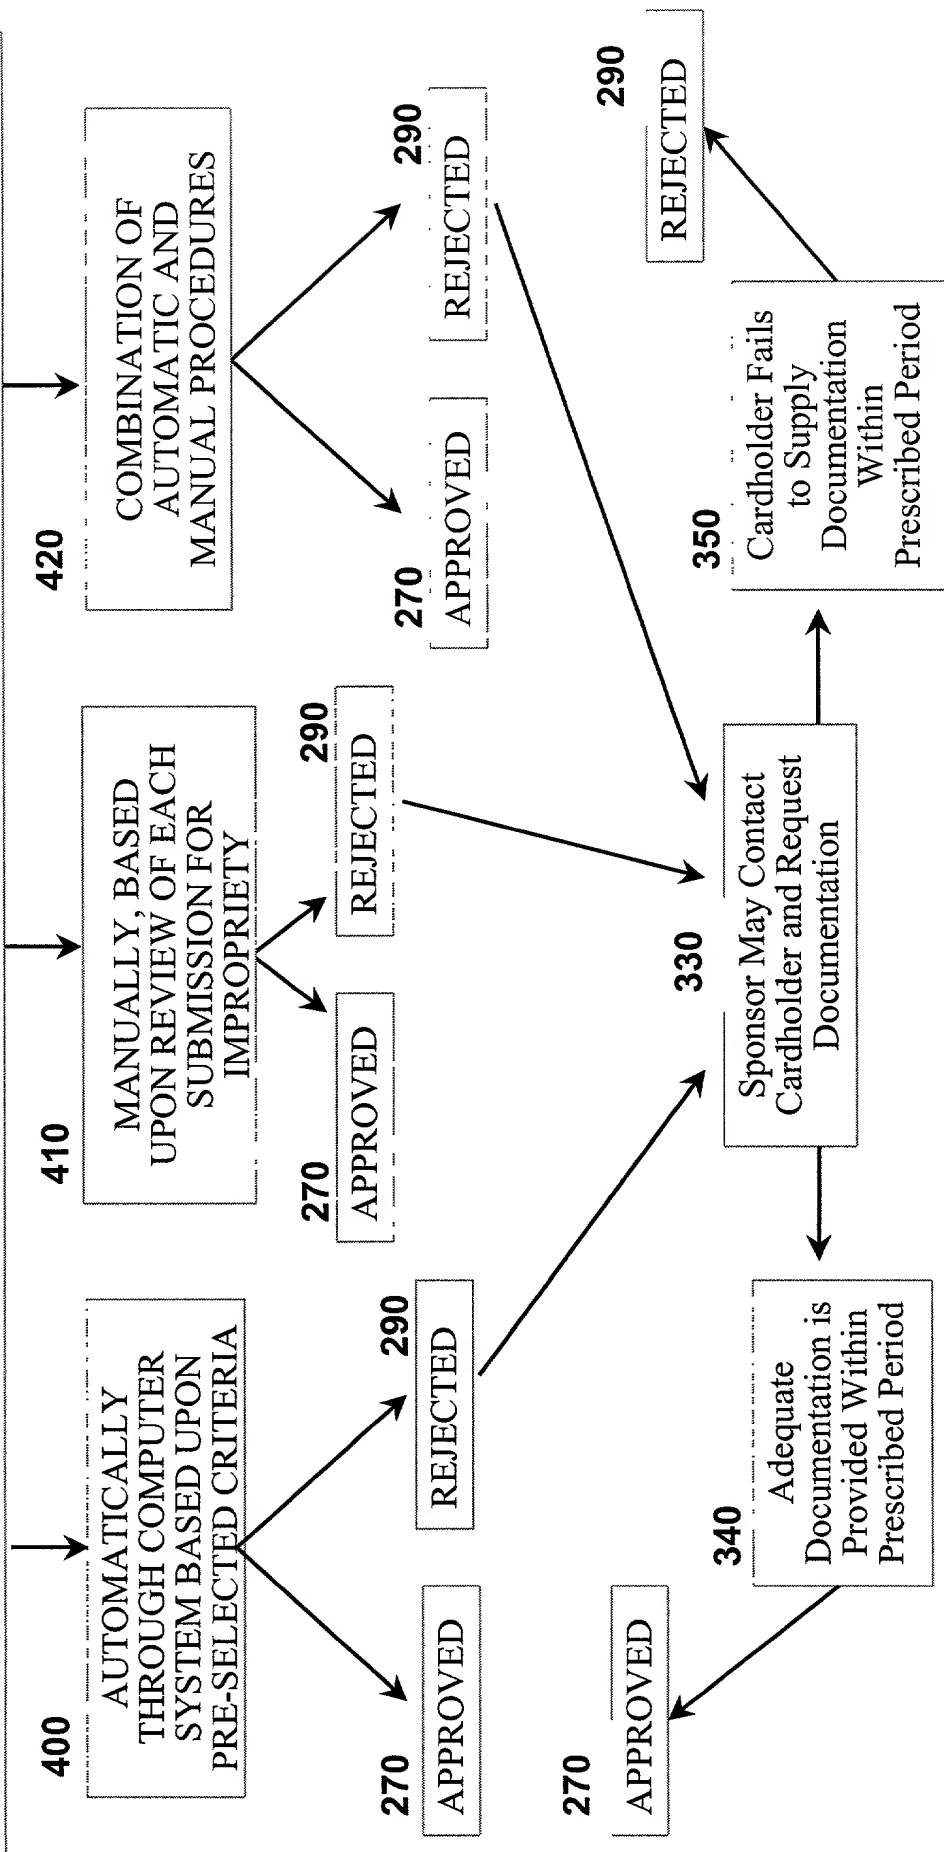 400
AUTOMATICALLY
THROUGH COMPUTER
SYSTEM BASED UPON
PRE-SELECTED CRITERIA
270
APPROVED
290
REJECTED
410
MANUALLY, BASED
UPON REVIEW OF EACH
SUBMISSION FOR
IMPROPRIETY
270
APPROVED
290
REJECTED
420
COMBINATION OF
AUTOMATIC AND
MANUAL PROCEDURES
270
APPROVED
290
REJECTED
330
Sponsor May Contact
Cardholder and Request
Documentation
340
Adequate
Documentation is
Provided Within
Prescribed Period
270
APPROVED
350
Cardholder Fails
to Supply
Documentation
Within
Prescribed Period
290
REJECTED